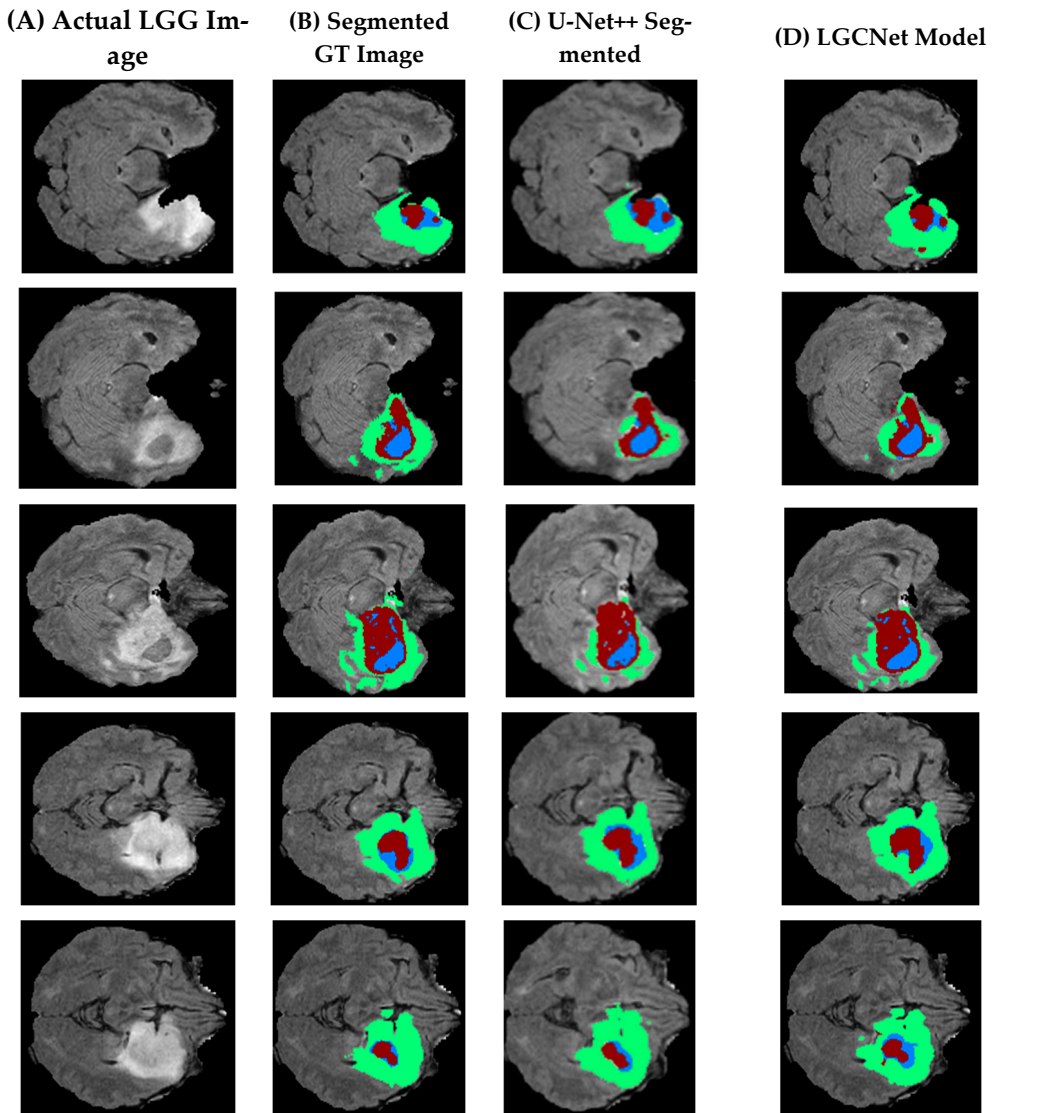 (A) Actual LGG Im-
age
(B) Segmented
GT Image
(C) U-Net++ Seg-
mented
(D) LGCNet Model